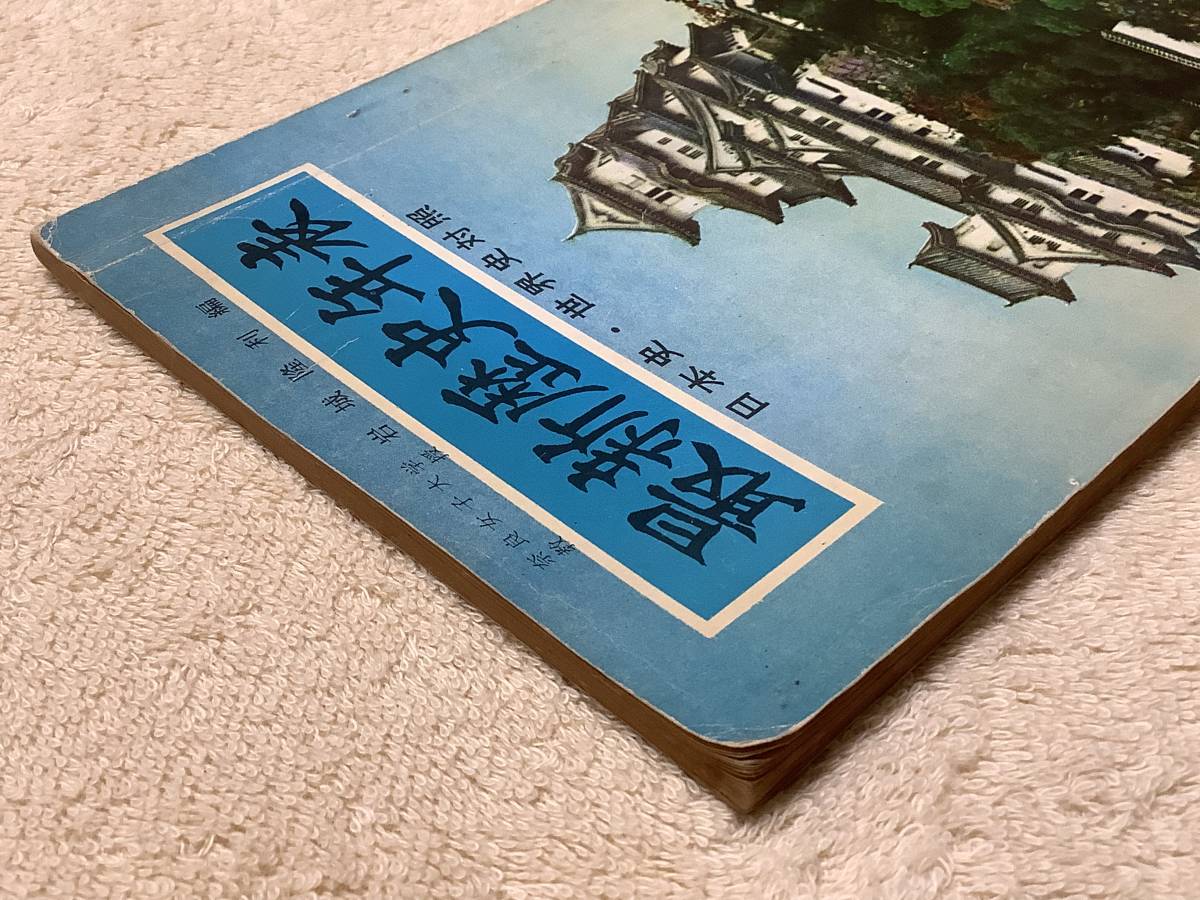 奈良女子大学教授 岩城隆利 編
最新歴史年表
日本史・世界史対照